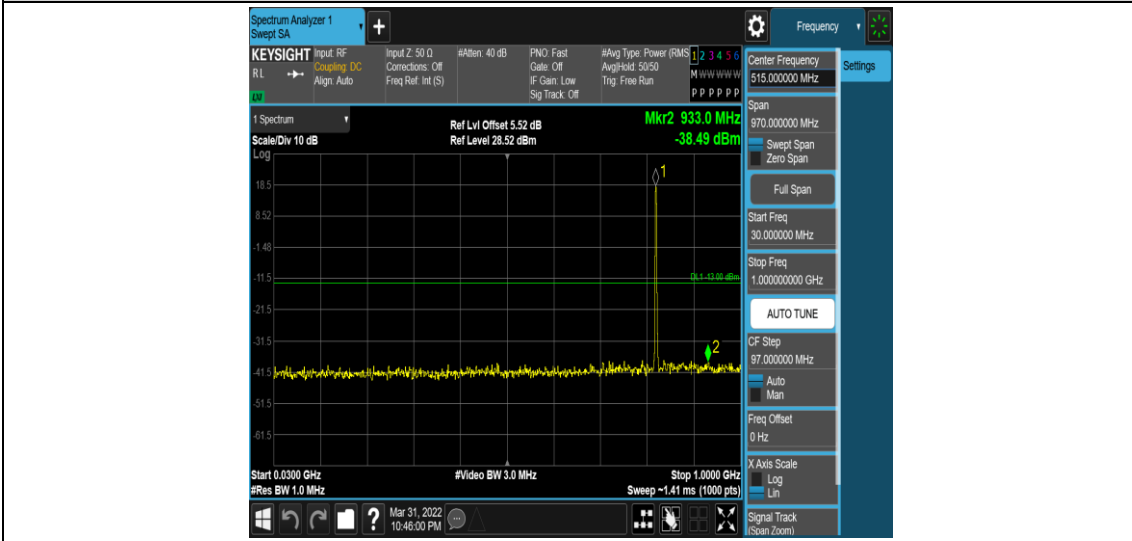 Spectrum Analyzer 1
Swept SA
+
Frequency
KEYSIGHT
RL
Input: RF
Coupling: DC
Align: Auto
Input Z: 50 Ω
Corrections: Off
Freq Ref: Int (S)
#Atten: 40 dB
PNO: Fast
Gate: Off
IF Gain: Low
Sig Track: Off
#Avg Type: Power (RMS
Avg|Hold: 50/50
Trig: Free Run
1 2 3 4 5 6
M W W W W W
P P P P P P
1 Spectrum
Scale/Div 10 dB
Log
Ref Lvl Offset 5.52 dB
Ref Level 28.52 dBm
Mkr2 933.0 MHz
-38.49 dBm
18.5
8.52
-1.48
-11.5
-21.5
-31.5
-41.5
-51.5
-61.5
1
DL1 -13.00 dBm
2
Start 0.0300 GHz
#Res BW 1.0 MHz
#Video BW 3.0 MHz
Stop 1.0000 GHz
Sweep ~1.41 ms (1000 pts)
Center Frequency
515.000000 MHz
Settings
Span
970.000000 MHz
Swept Span
Zero Span
Full Span
Start Freq
30.000000 MHz
Stop Freq
1.000000000 GHz
AUTO TUNE
CF Step
97.000000 MHz
Auto
Man
Freq Offset
0 Hz
X Axis Scale
Log
Lin
Signal Track
(Span Zoom)
?
Mar 31, 2022
10:46:00 PM